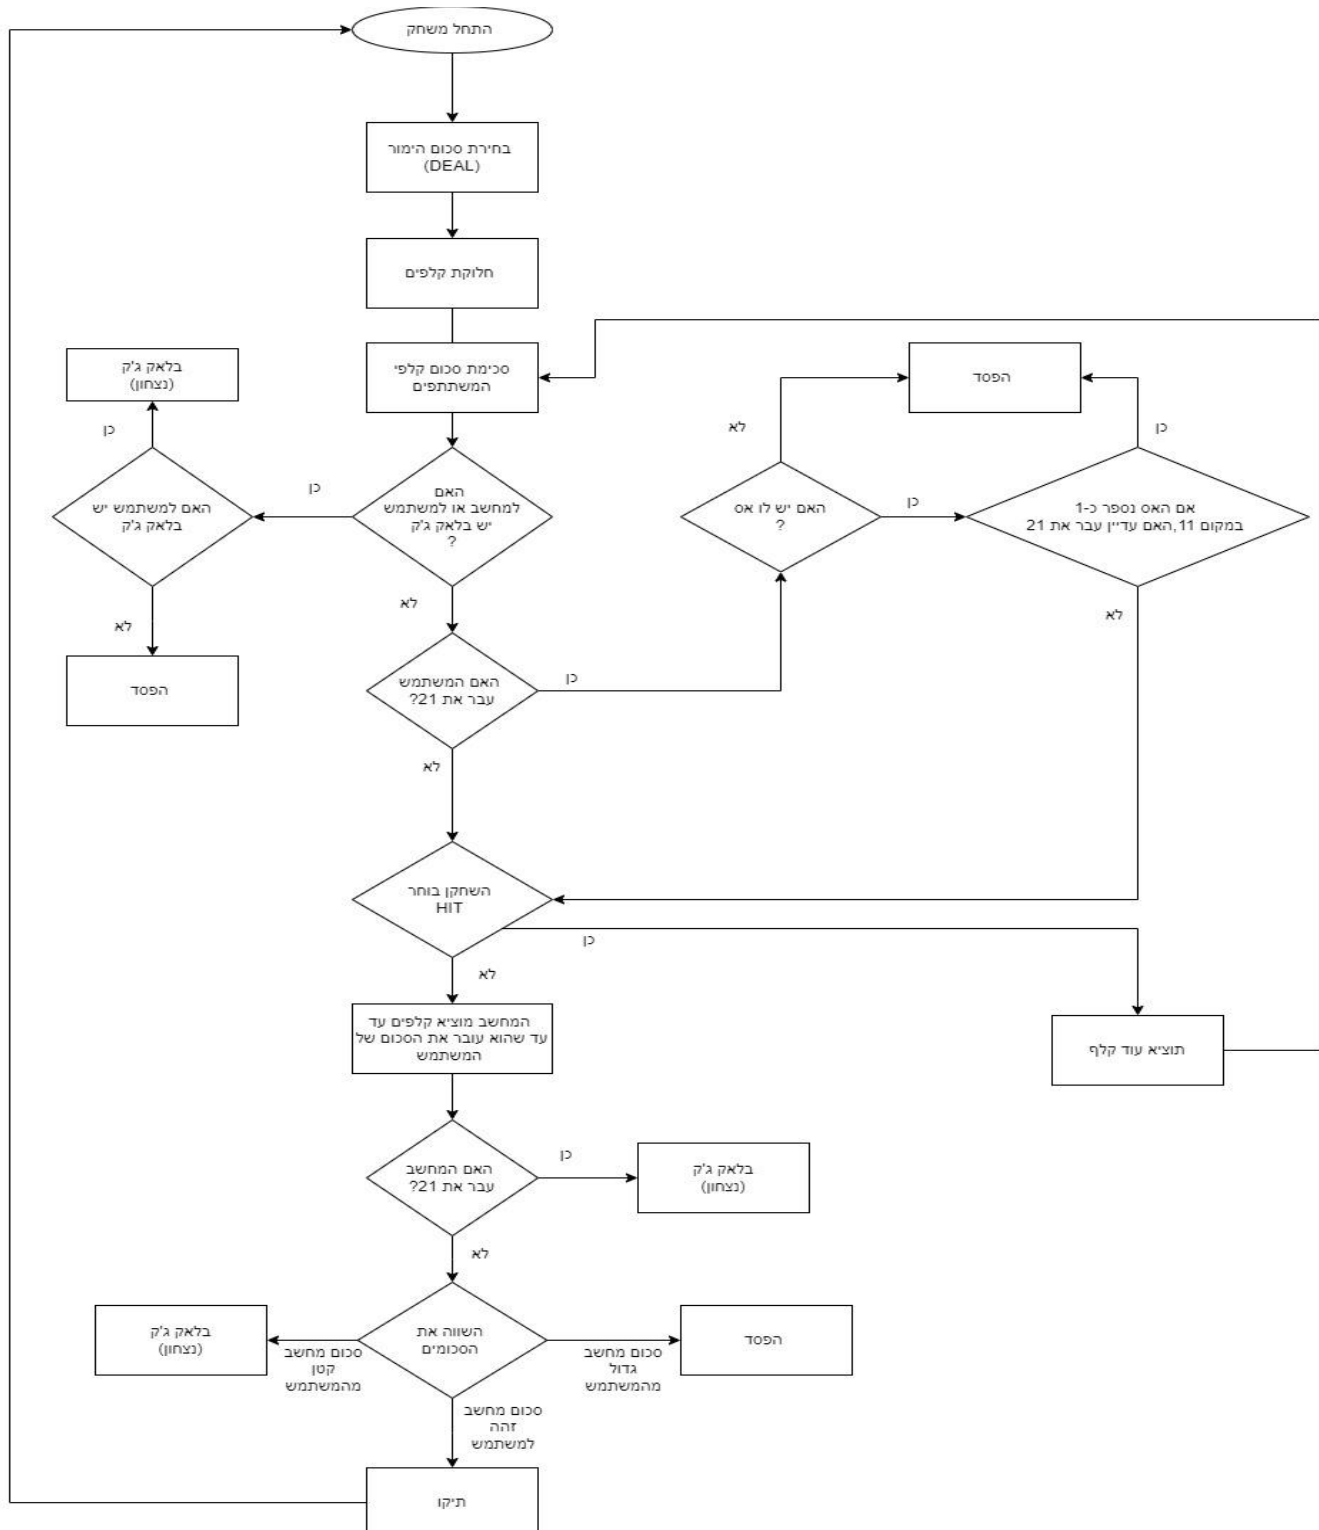 התחל משחק
בחירת סכום הימור
(DEAL)
חלוקת קלפים
סכימת סכום קלפי
המשתתפים
בלאק ג'ק
(נצחון)
הפסד
כן
לא
כן
האם
למחשב או למשתמש
יש בלאק ג'ק
?
כן
האם למשתמש יש
בלאק ג'ק
האם יש לו אס
?
כן
אם האס נספר כ-1
במקום 11,האם עדיין עבר את 21
לא
לא
לא
הפסד
האם המשתמש
עבר את 21?
כן
לא
השחקן בוחר
HIT
כן
לא
המחשב מוציא קלפים עד
עד שהוא עובר את הסכום של
המשתמש
תוציא עוד קלף
האם המחשב
עבר את 21?
כן
בלאק ג'ק
(נצחון)
לא
השווה את
הסכומים
בלאק ג'ק
(נצחון)
הפסד
סכום מחשב
קטן
מהמשתמש
סכום מחשב
גדול
מהמשתמש
סכום מחשב
זהה
למשתמש
תיקו